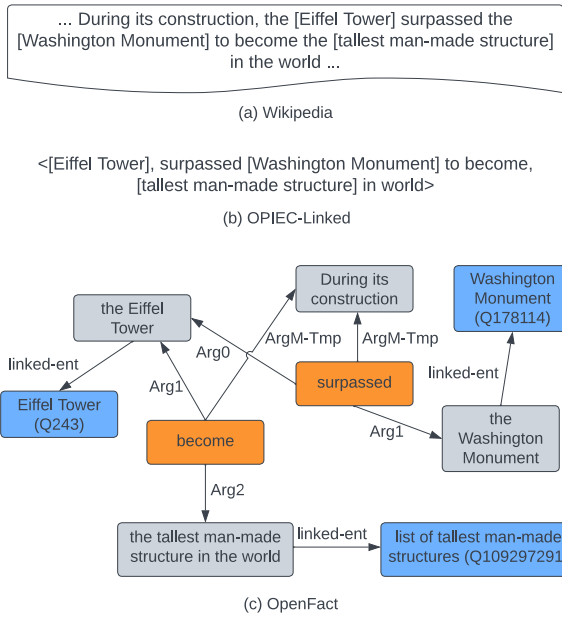 ... During its construction, the [Eiffel Tower] surpassed the
[Washington Monument] to become the [tallest man-made structure]
in the world ...
(a) Wikipedia
<[Eiffel Tower], surpassed [Washington Monument] to become,
[tallest man-made structure] in world>
(b) OPIEC-Linked
the Eiffel
Tower
During its
construction
Washington
Monument
(Q178114)
linked-ent
Arg0
ArgM-Tmp
ArgM-Tmp
linked-ent
Eiffel Tower
(Q243)
Arg1
surpassed
Arg1
become
the
Washington
Monument
Arg2
the tallest man-made
structure in the world
linked-ent
list of tallest man-made
structures (Q109297291
(c) OpenFact